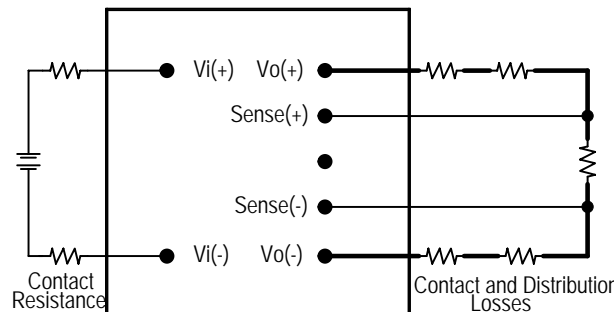 Vi(+) Vo(+)
Sense(+)
Sense(-)
Vi(-) Vo(-)
Contact
Resistance
Contact and Distribution
Losses